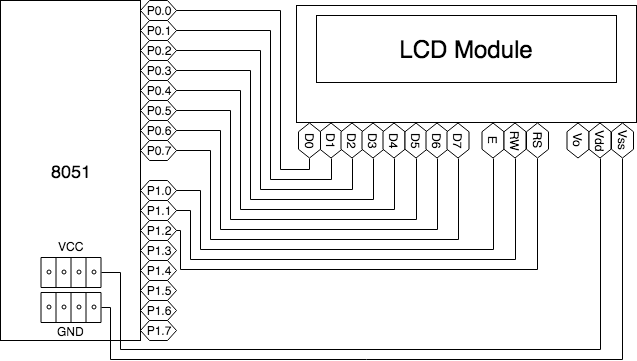 P0.0
P0.1
P0.2
P0.3
P0.4
P0.5
P0.6
P0.7
8051
P1.0
P1.1
P1.2
P1.3
P1.4
P1.5
P1.6
P1.7
VCC
GND
LCD Module
D0 D1 D2 D3 D4 D5 D6 D7 E RW RS Vo Vdd Vss